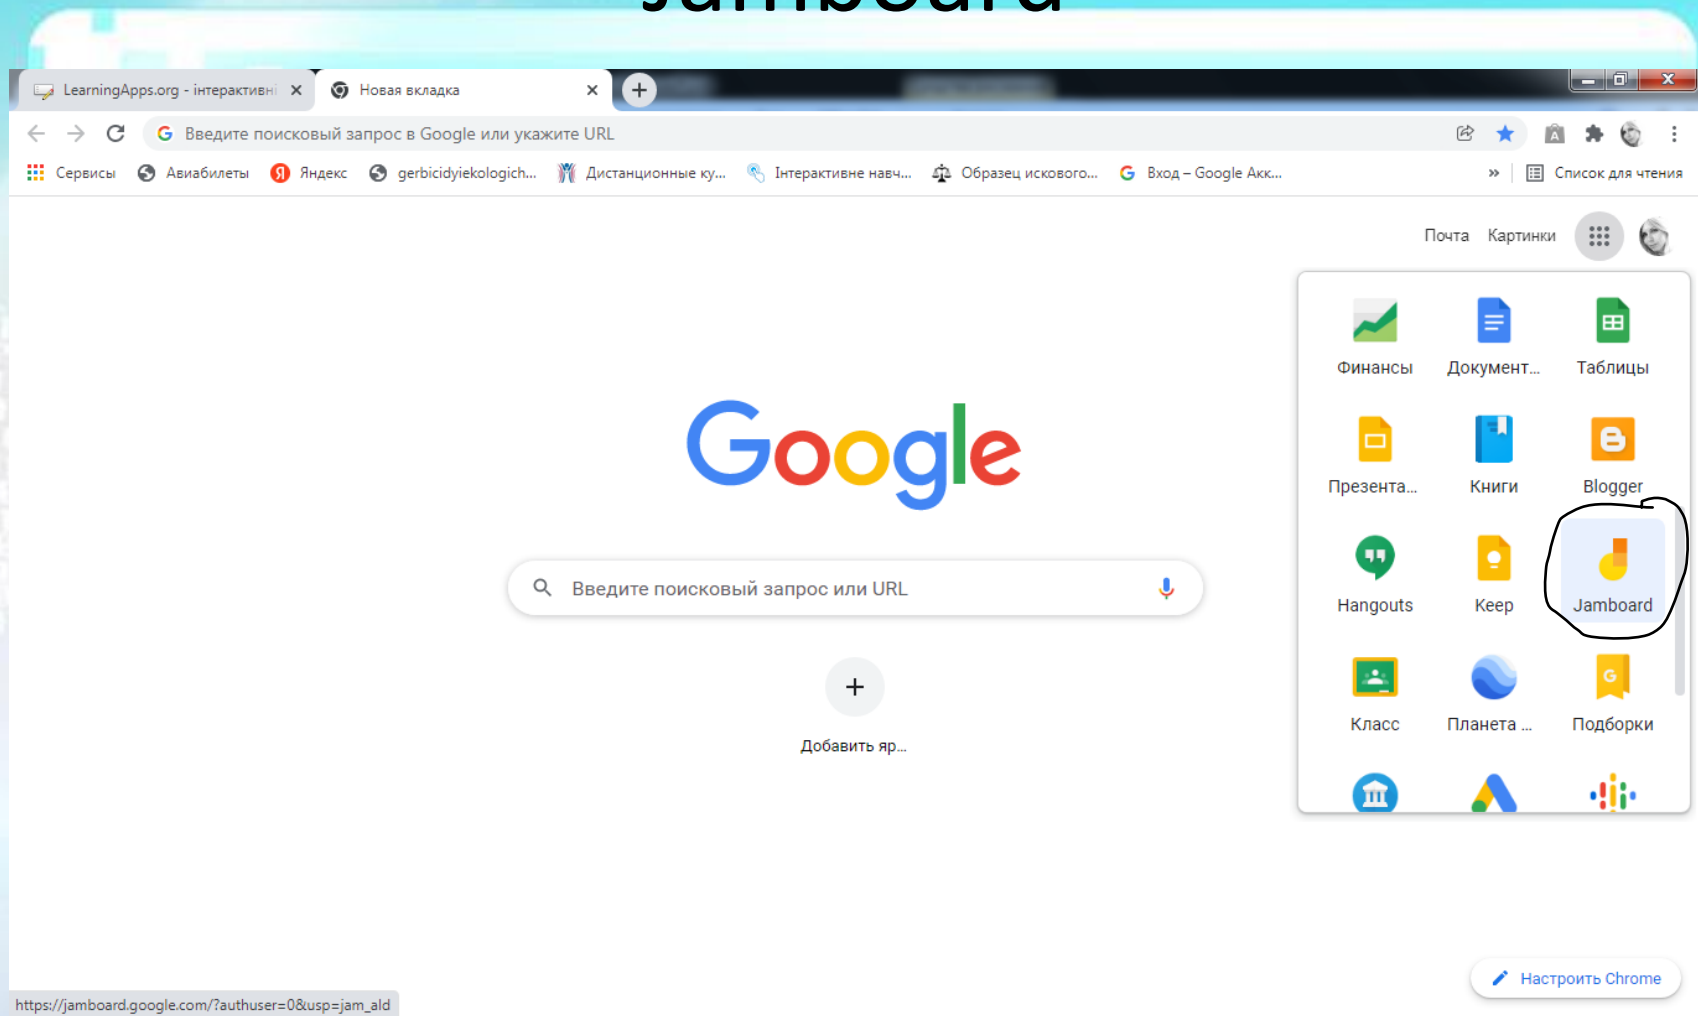 Jamboard
LearningApps.org - інтерактивні
Новая вкладка
Введите поисковый запрос в Google или укажите URL
Сервисы Авиабилеты Яндекс gerbicidyiekologich... Дистанционные ку... Інтерактивне навч... Образец искового... Вход – Google Акк... » Список для чтения
Почта Картинки
Финансы Документ... Таблицы
Google
Презента... Книги Blogger
Введите поисковый запрос или URL
Hangouts Keep Jamboard
Класс Планета ... Подборки
Добавить яр...
Настроить Chrome
https://jamboard.google.com/?authuser=0&usp=jam_ald